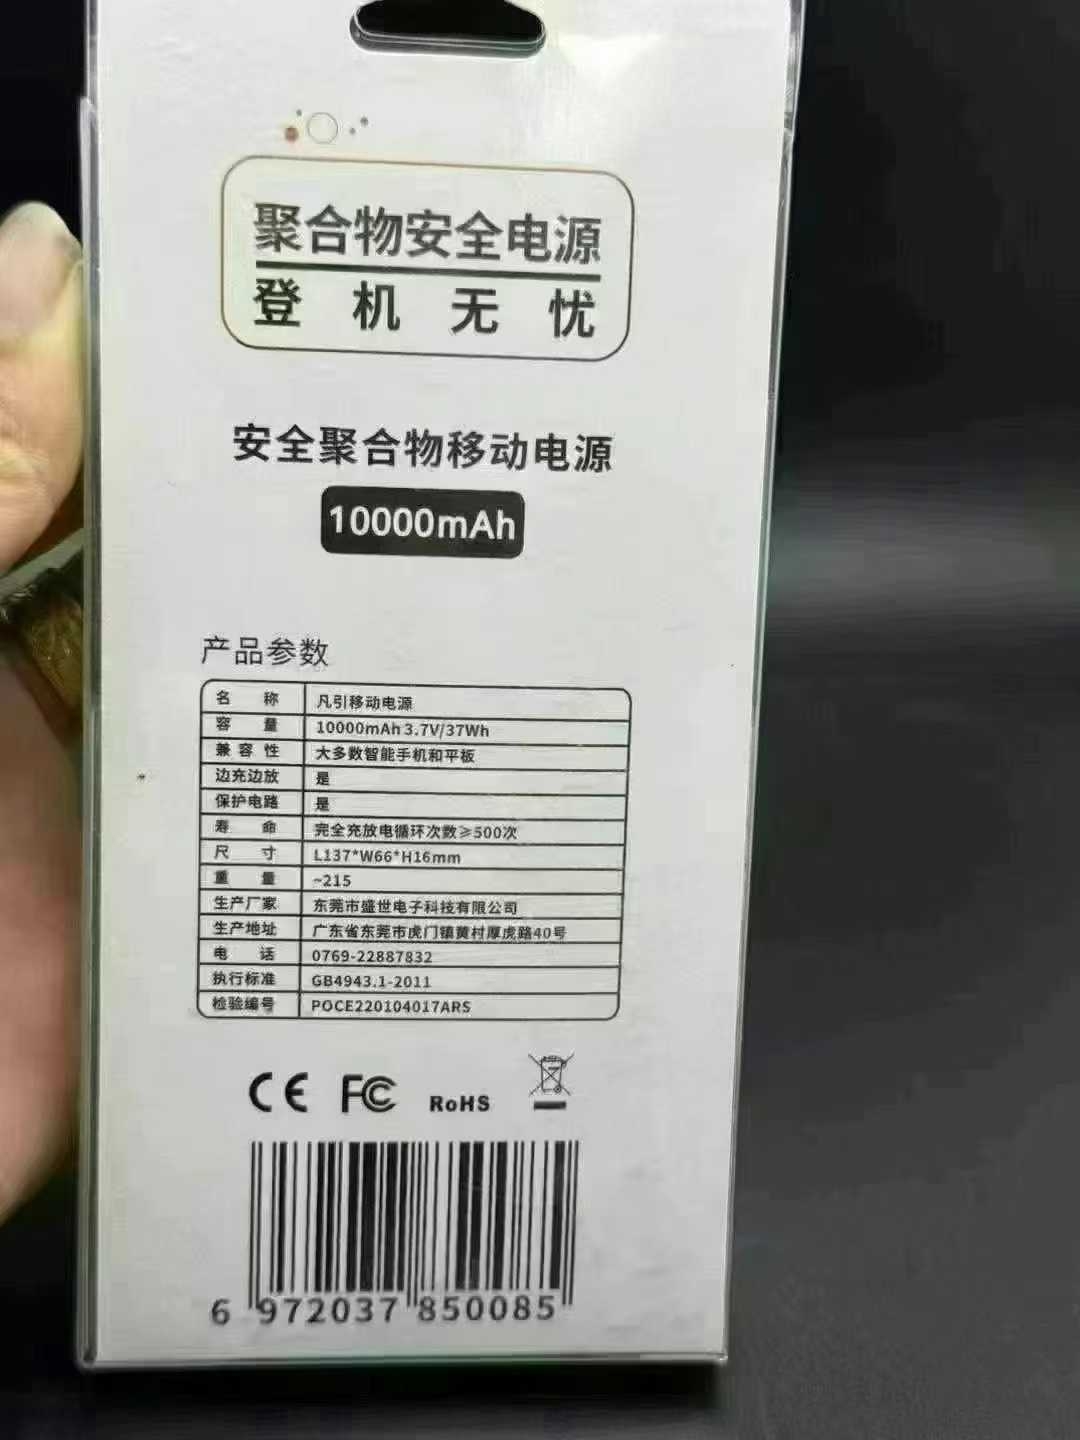 聚合物安全电源
登 机 无 忧
安全聚合物移动电源
10000mAh
产品参数
名 称 凡引移动电源
容 量 10000mAh 3.7V/37Wh
兼 容 性 大多数智能手机和平板
边充边放 是
保护电路 是
寿 命 完全充放电循环次数≥500次
尺 寸 L137*W66*H16mm
重 量 ~215
生产厂家 东莞市盛世电子科技有限公司
生产地址 广东省东莞市虎门镇黄村厚虎路40号
电 话 0769-22887832
执行标准 GB4943.1-2011
检验编号 POCE220104017ARS
CE FC RoHS
6 972037 850085